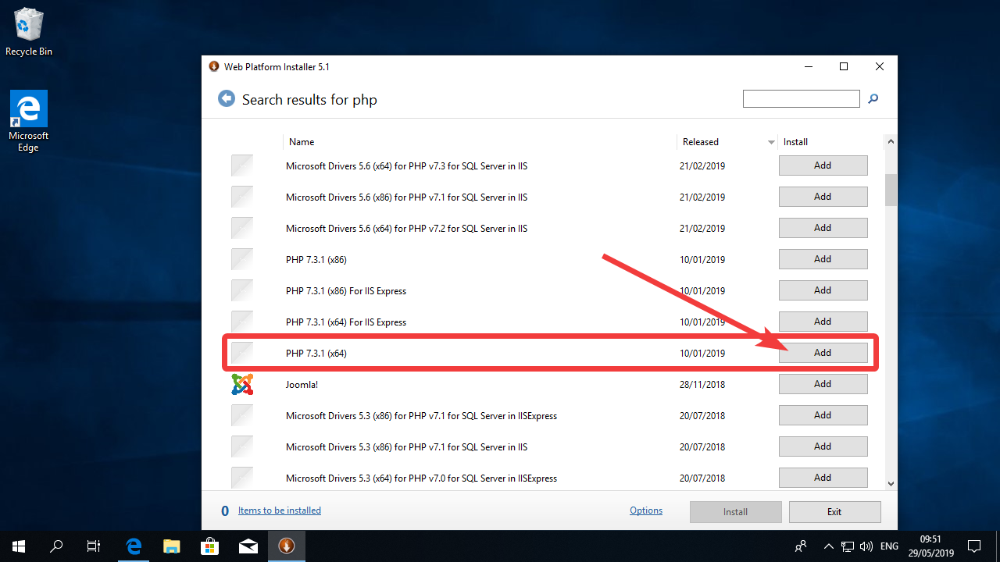 Recycle Bin
Microsoft
Edge
Web Platform Installer 5.1
Search results for php
Name Released Install
Microsoft Drivers 5.6 (x64) for PHP v7.3 for SQL Server in IIS 21/02/2019 Add
Microsoft Drivers 5.6 (x86) for PHP v7.1 for SQL Server in IIS 21/02/2019 Add
Microsoft Drivers 5.6 (x64) for PHP v7.2 for SQL Server in IIS 21/02/2019 Add
PHP 7.3.1 (x86) 10/01/2019 Add
PHP 7.3.1 (x86) For IIS Express 10/01/2019 Add
PHP 7.3.1 (x64) For IIS Express 10/01/2019 Add
PHP 7.3.1 (x64) 10/01/2019 Add
Joomla! 28/11/2018 Add
Microsoft Drivers 5.3 (x86) for PHP v7.1 for SQL Server in IISExpress 20/07/2018 Add
Microsoft Drivers 5.3 (x86) for PHP v7.1 for SQL Server in IIS 20/07/2018 Add
Microsoft Drivers 5.3 (x64) for PHP v7.0 for SQL Server in IISExpress 20/07/2018 Add
0 Items to be installed Options Install Exit
ENG
09:51
29/05/2019